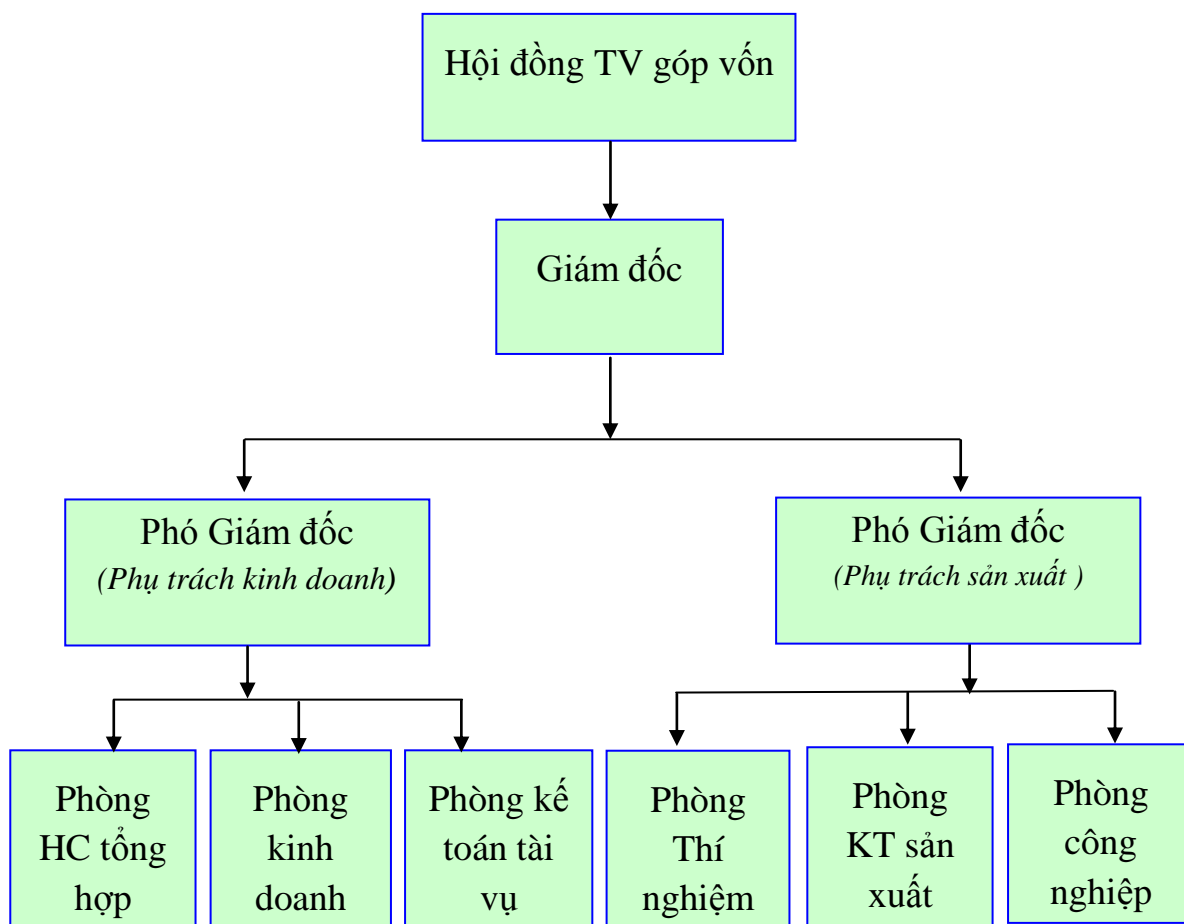 Hội đồng TV góp vốn
Giám đốc
Phó Giám đốc
(Phụ trách kinh doanh)
Phó Giám đốc
(Phụ trách sản xuất )
Phòng
HC tổng
hợp
Phòng
kinh
doanh
Phòng kế
toán tài
vụ
Phòng
Thí
nghiệm
Phòng
KT sản
xuất
Phòng
công
nghiệp